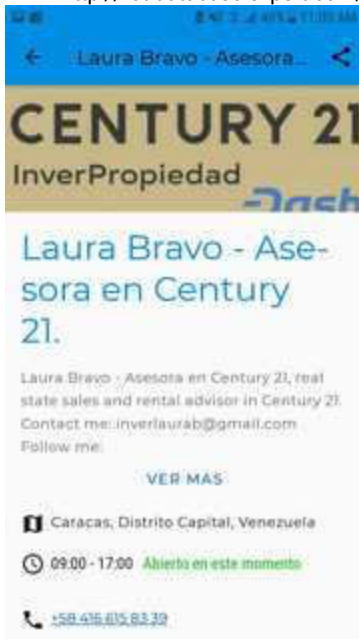 Laura Bravo - Asesora...
CENTURY 21
InverPropiedad
Dash
Laura Bravo - Ase-
sora en Century
21.
Laura Bravo - Asesora en Century 21, real
state sales and rental advisor in Century 21.
Contact me: inverlaurab@gmail.com
Follow me:
VER MAS
Caracas, Distrito Capital, Venezuela
09:00 - 17:00 Abierto en este momento
+58 416 615 83 39